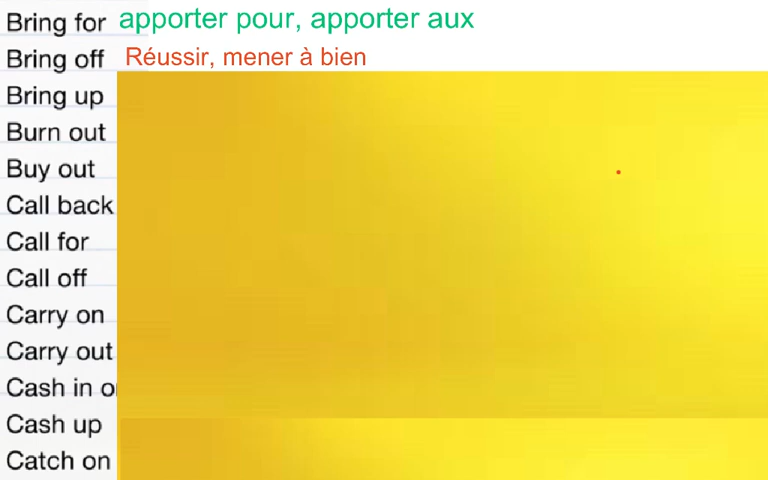 Bring for apporter pour, apporter aux
Bring off Réussir, mener à bien
Bring up
Burn out
Buy out
Call back
Call for
Call off
Carry on
Carry out
Cash in
Cash up
Catch on